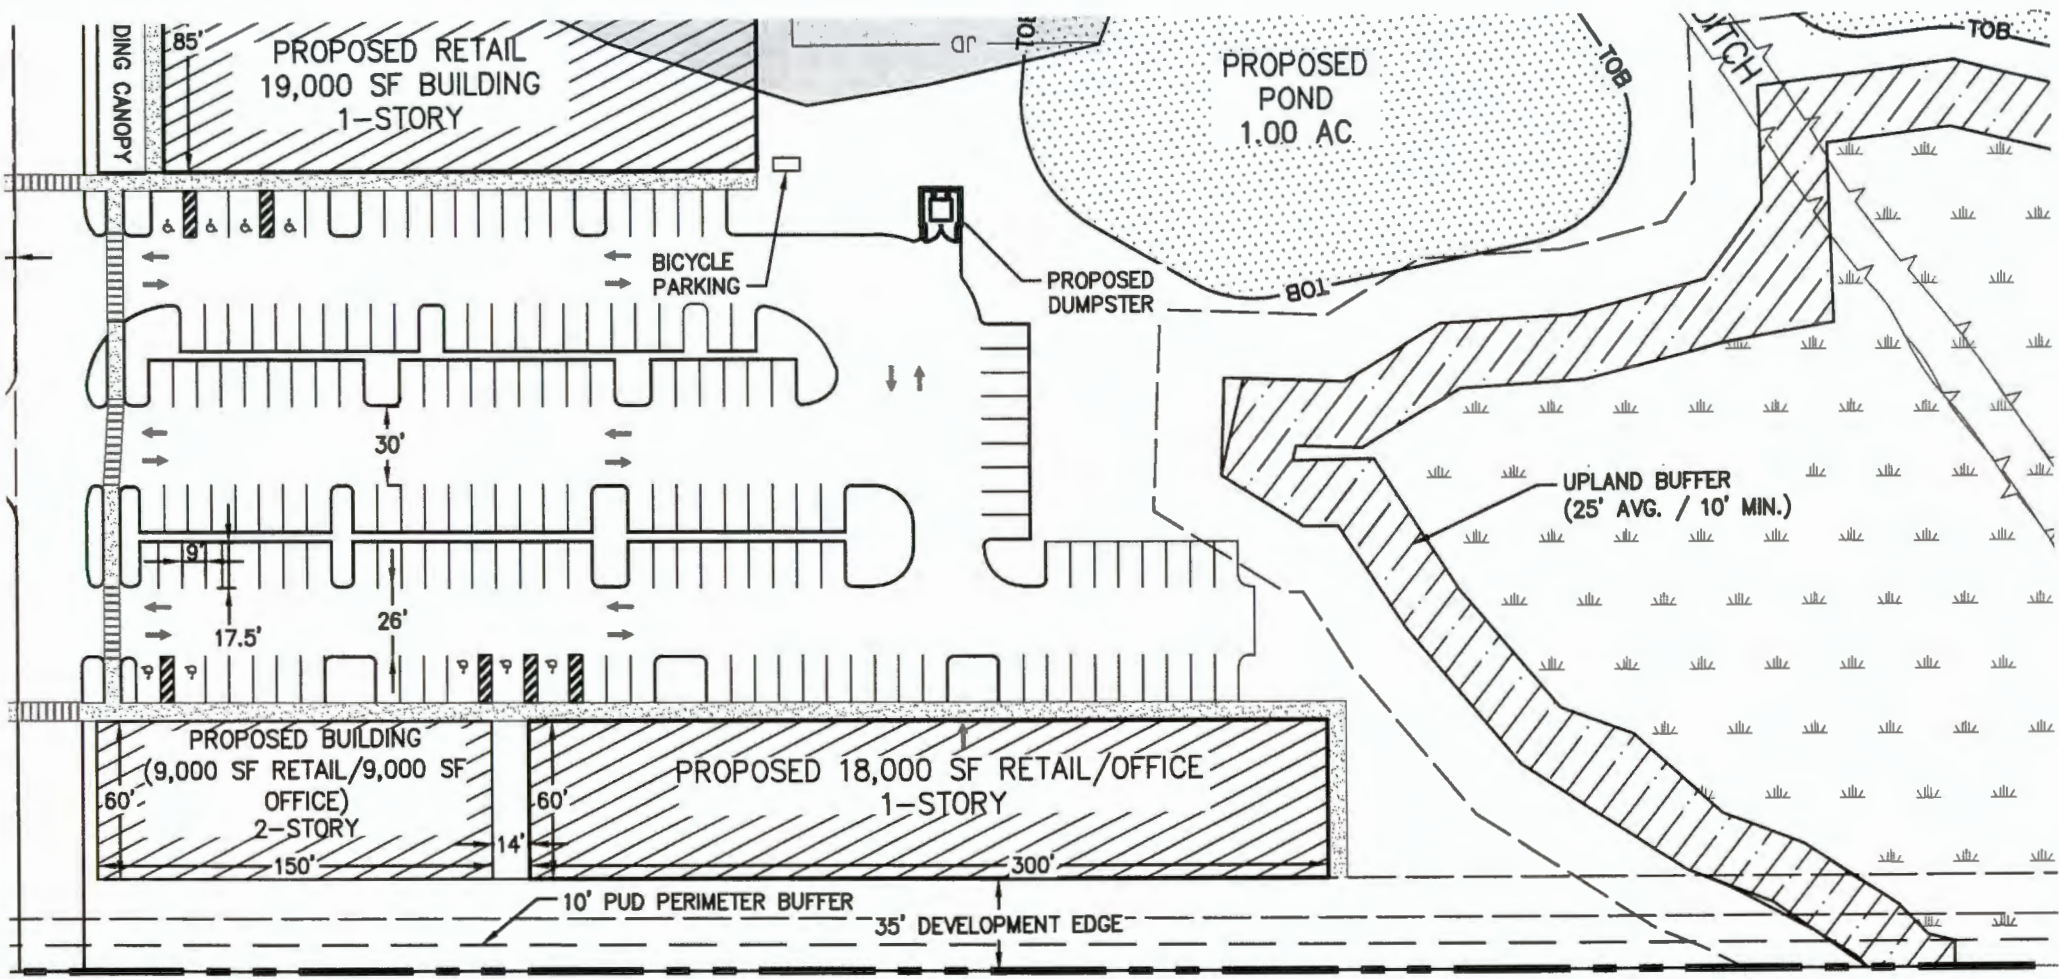 DING CANOPY
85'
PROPOSED RETAIL
19,000 SF BUILDING
1-STORY
JD
TOB
PROPOSED
POND
1.00 AC.
TOB
DITCH
TOB
TOB
BICYCLE
PARKING
PROPOSED
DUMPSTER
30'
9'
17.5'
26'
UPLAND BUFFER
(25' AVG. / 10' MIN.)
PROPOSED BUILDING
(9,000 SF RETAIL/9,000 SF
OFFICE)
2-STORY
60'
150'
14'
60'
PROPOSED 18,000 SF RETAIL/OFFICE
1-STORY
300'
10' PUD PERIMETER BUFFER
35' DEVELOPMENT EDGE